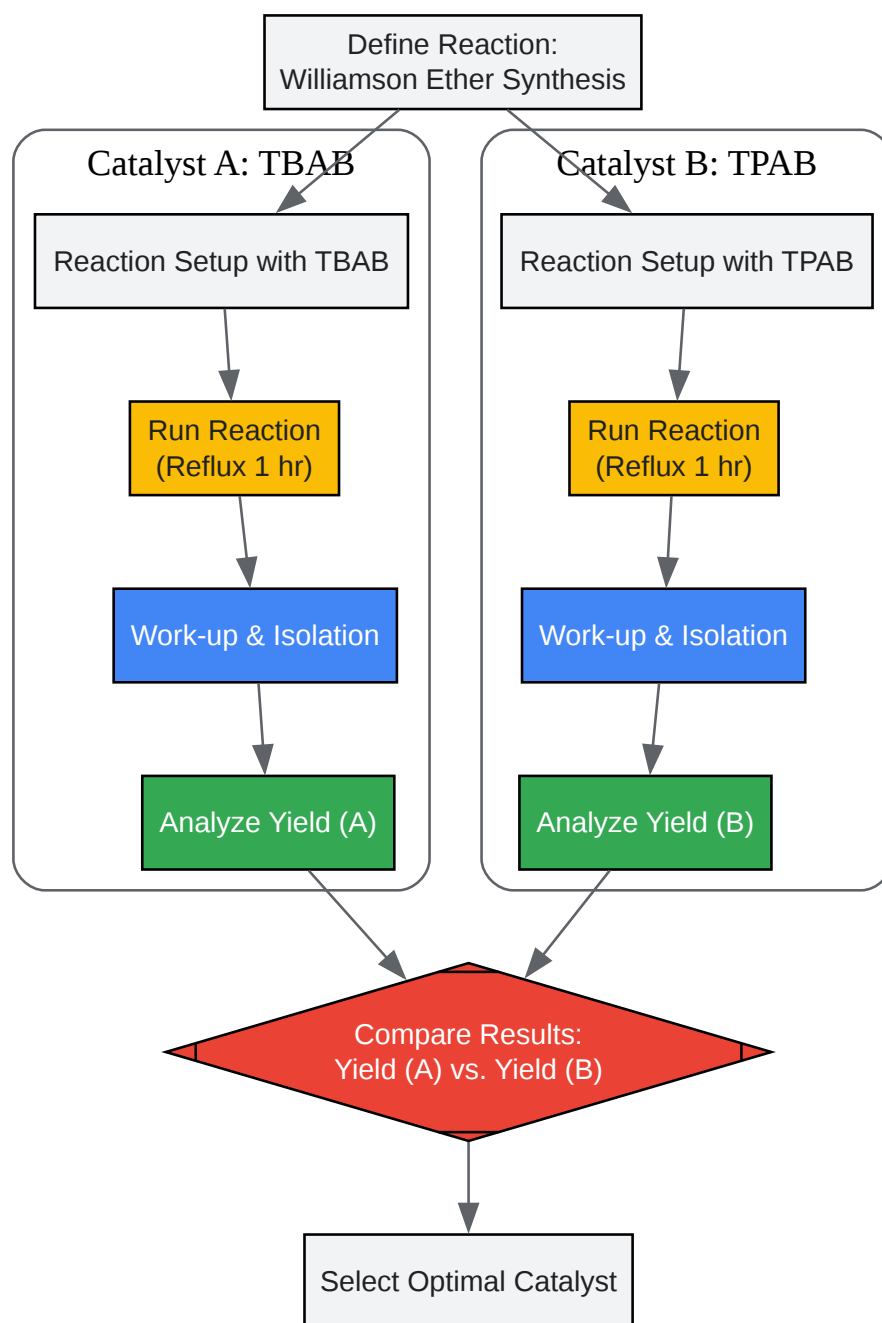 Define Reaction:
Williamson Ether Synthesis
Catalyst A: TBAB
Reaction Setup with TBAB
Run Reaction
(Reflux 1 hr)
Work-up & Isolation
Analyze Yield (A)
Catalyst B: TPAB
Reaction Setup with TPAB
Run Reaction
(Reflux 1 hr)
Work-up & Isolation
Analyze Yield (B)
Compare Results:
Yield (A) vs. Yield (B)
Select Optimal Catalyst